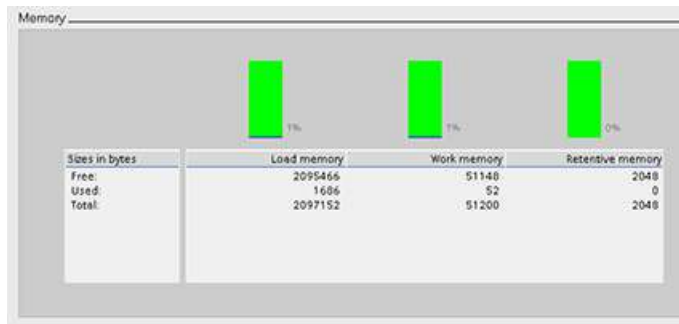 Memory
1% 1% 0%
Sizes in bytes Load memory Work memory Retentive memory
Free: 2095466 51148 2048
Used: 1686 52 0
Total: 2097152 51200 2048